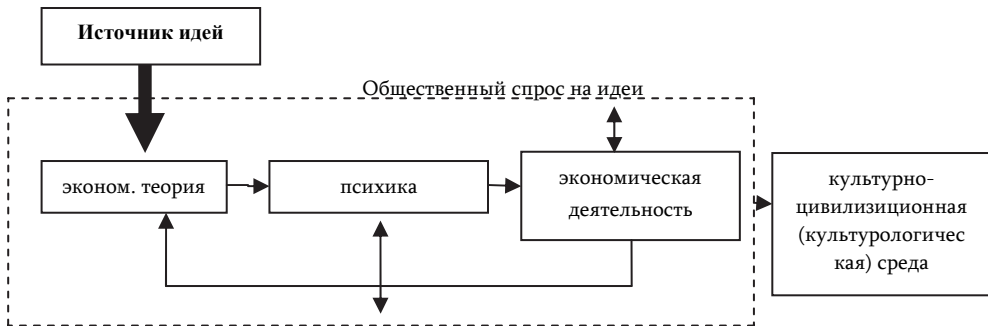 Источник идей
Общественный спрос на идеи
эконом. теория
психика
экономическая
деятельность
культурно-
цивилизиционная
(культурологичес
кая) среда